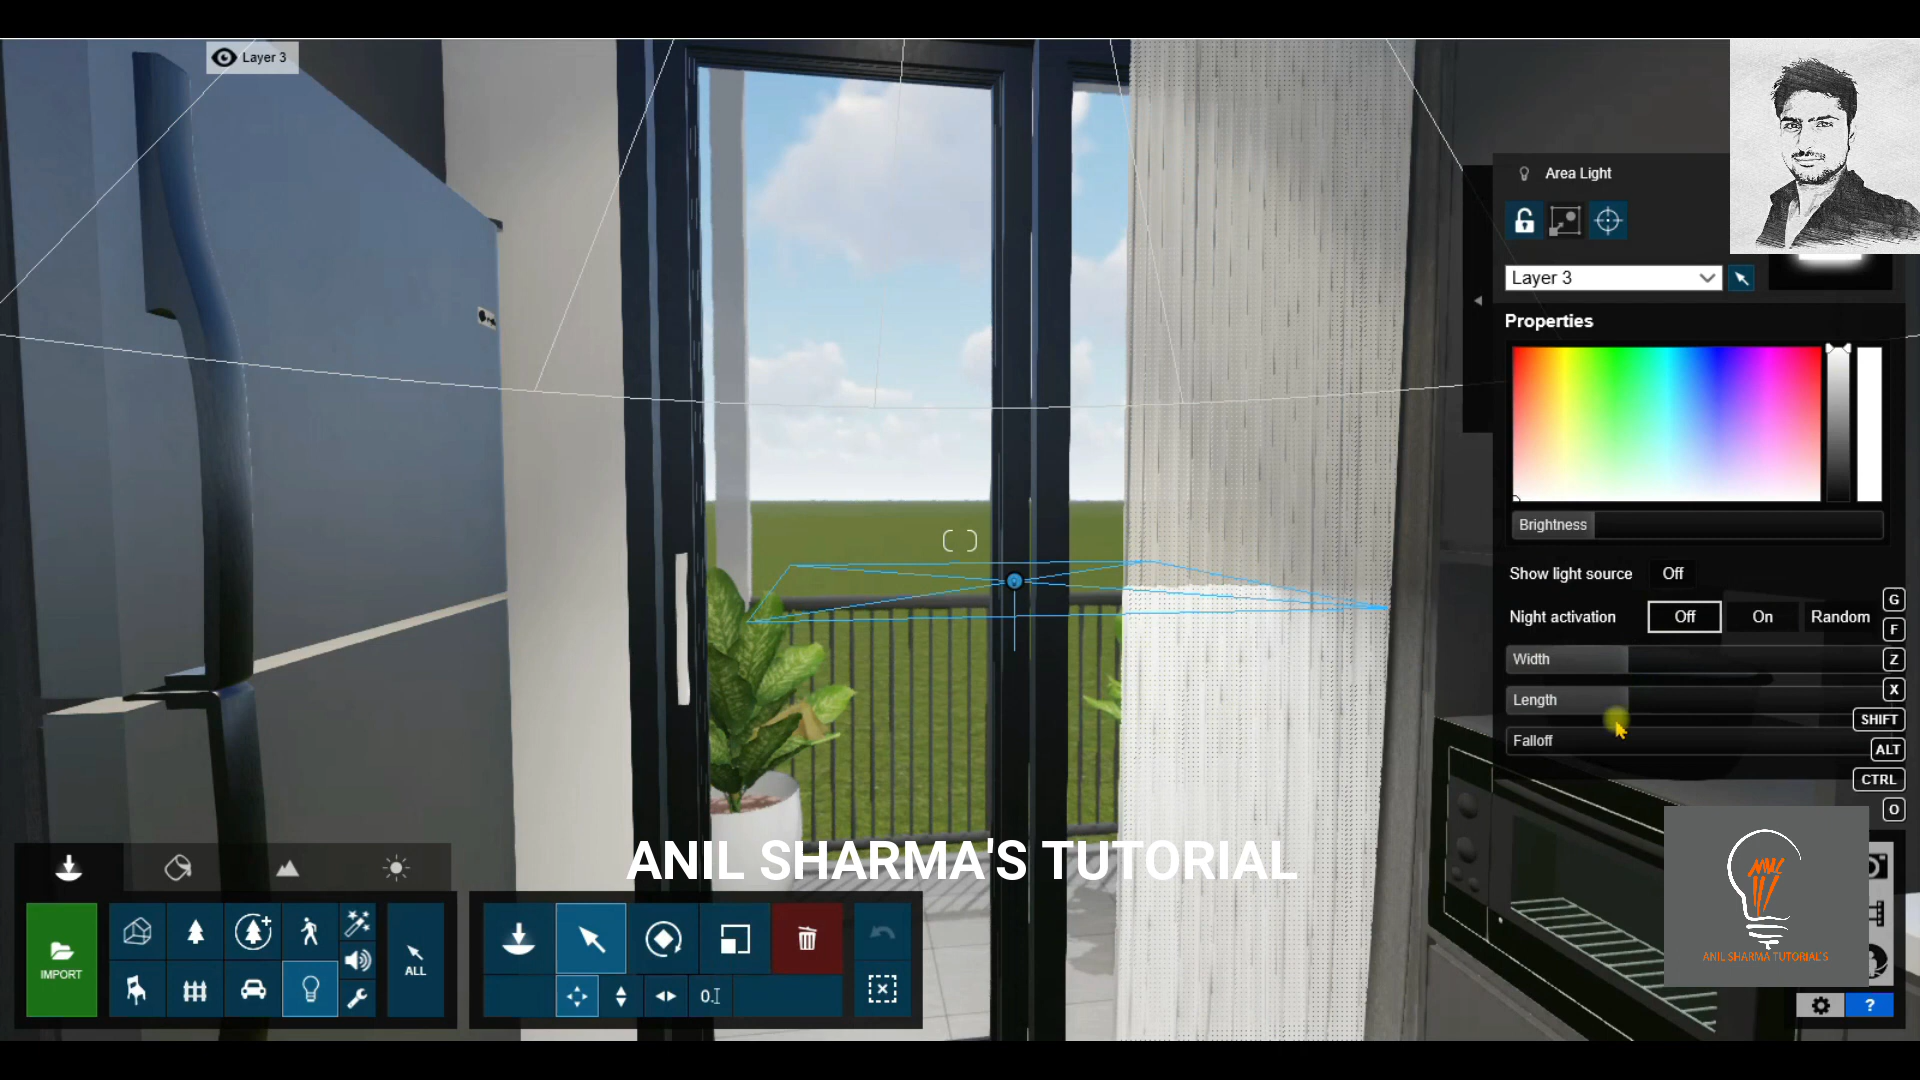 Layer 3
Area Light
Layer 3
Properties
Brightness
Show light source Off
Night activation Off On Random
Width
Length
Falloff
G
F
Z
X
SHIFT
ALT
CTRL
O
ANIL SHARMA'S TUTORIAL
IMPORT
ALL
0.
ANIL SHARMA TUTORIAL'S
?